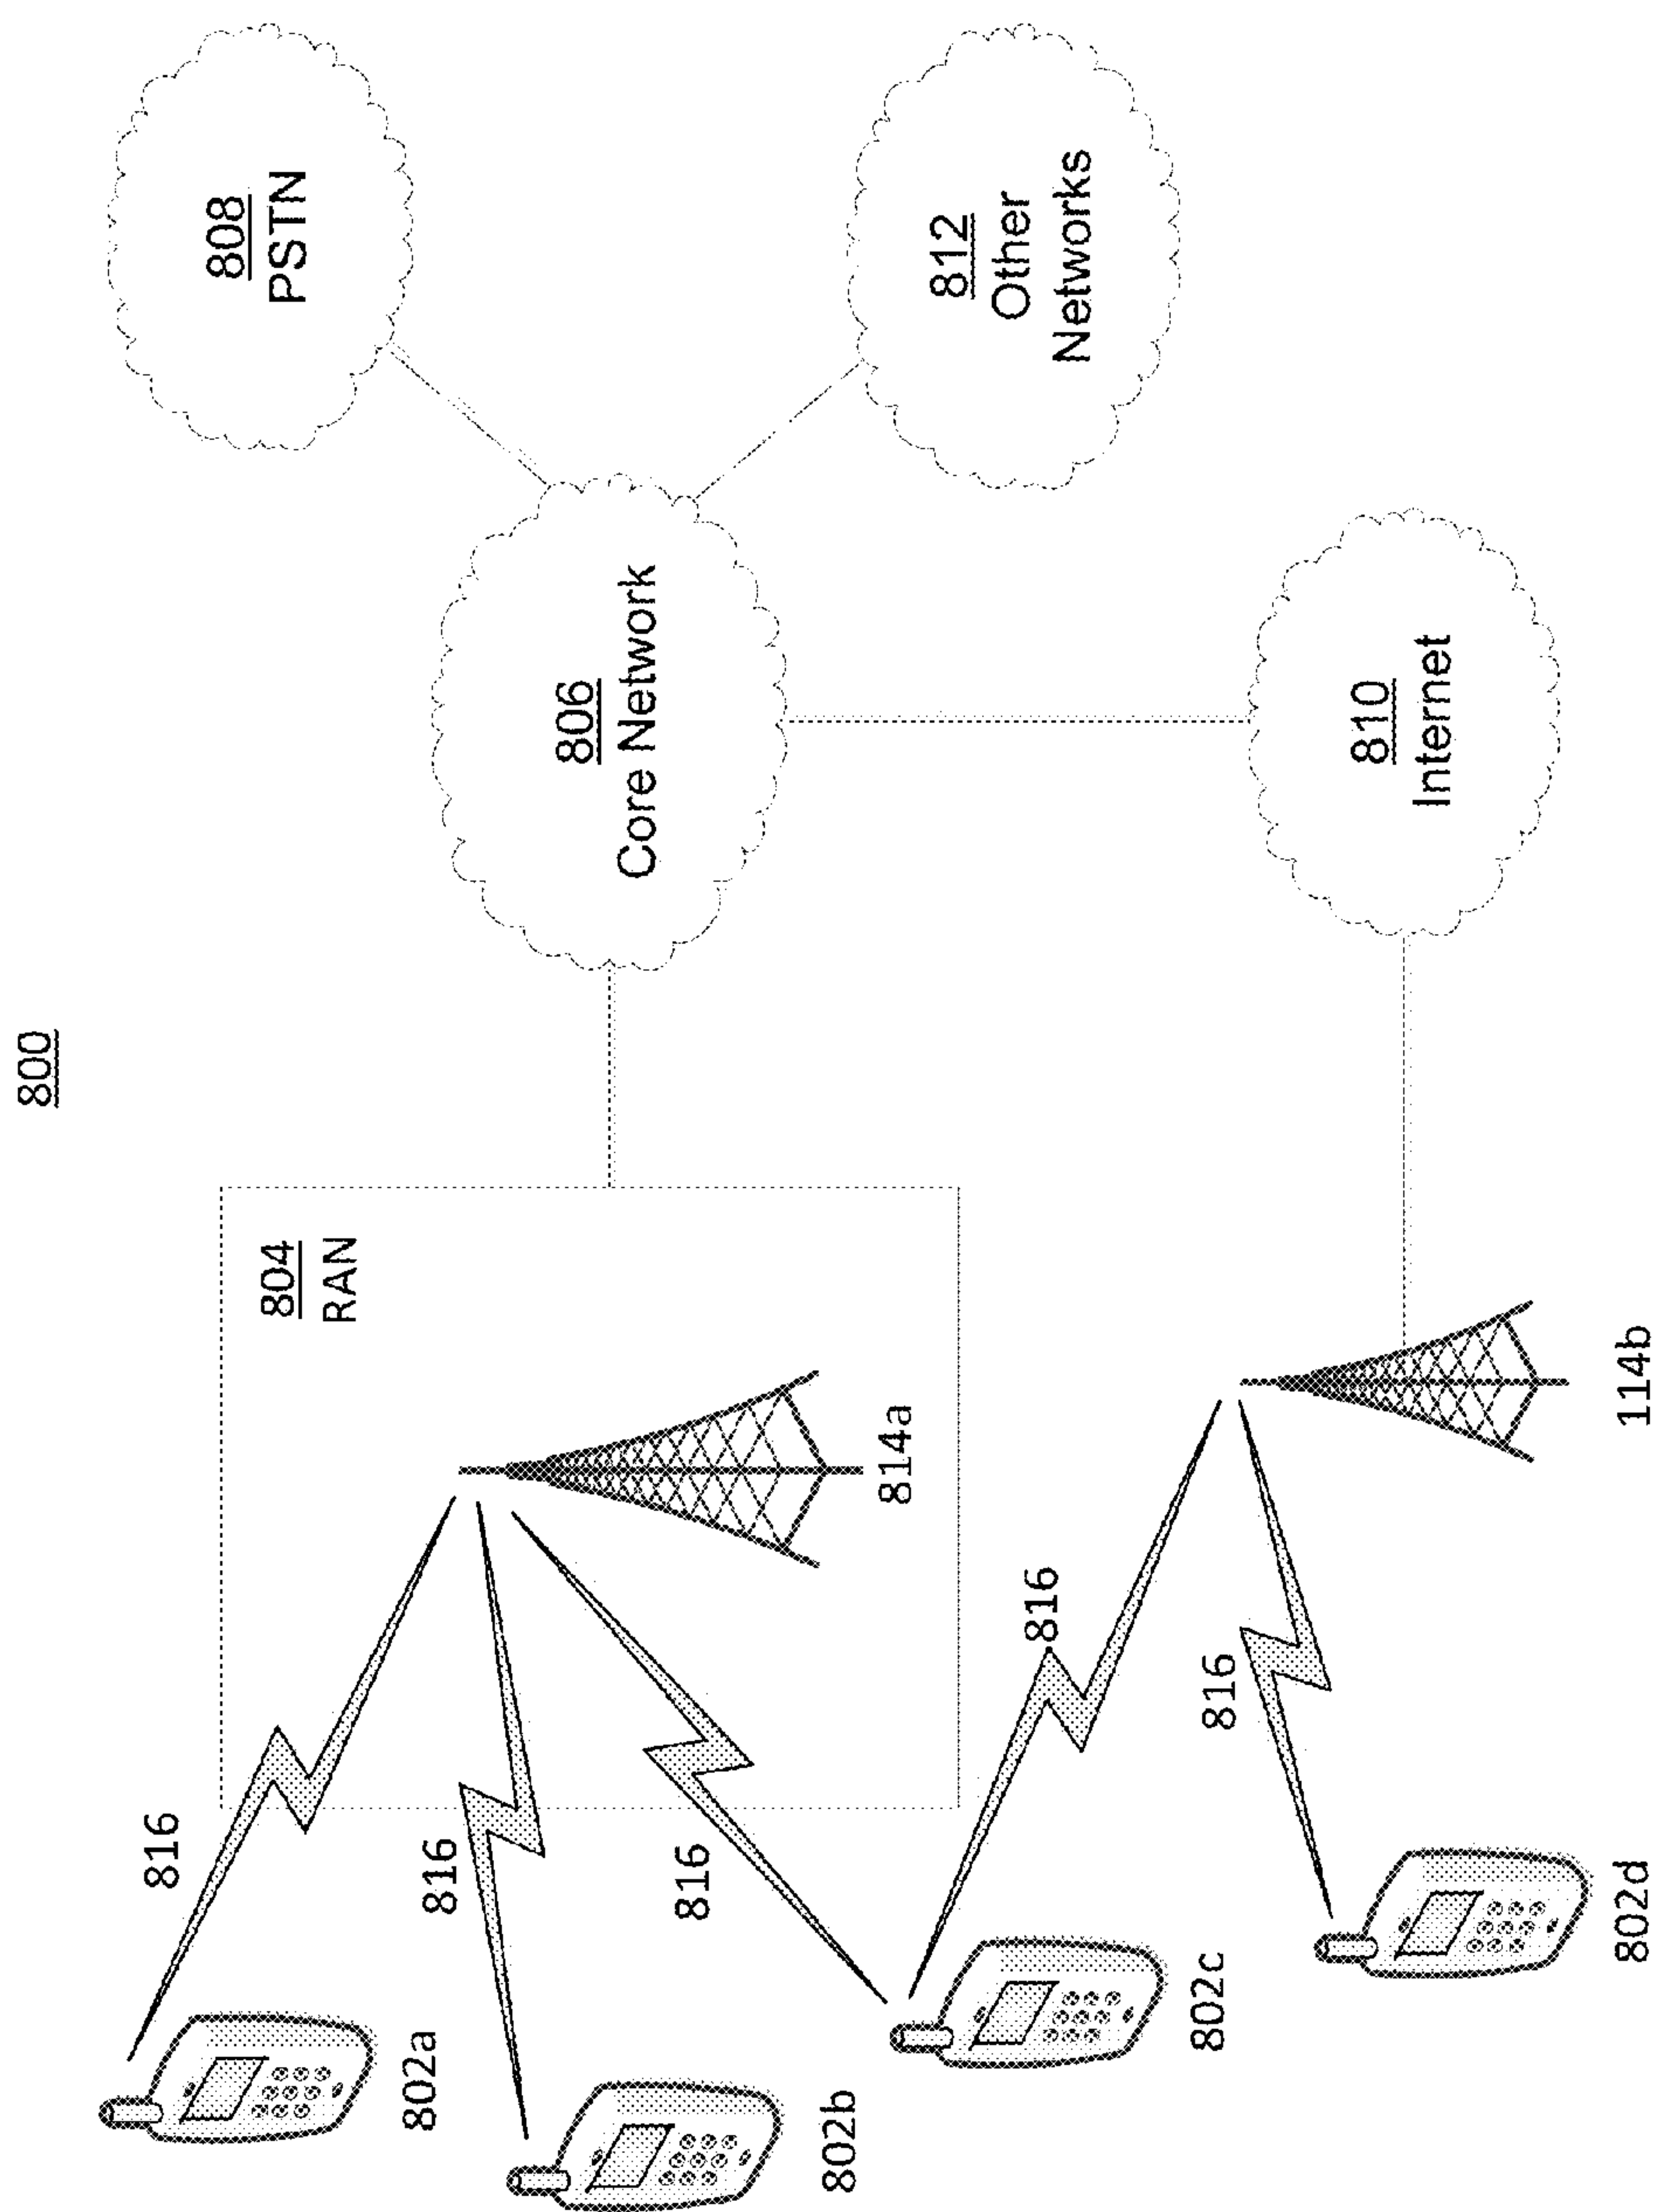 800
802a
816
802b
816
816
802c
816
816
802d
804
RAN
814a
114b
806
Core Network
808
PSTN
812
Other
Networks
810
Internet